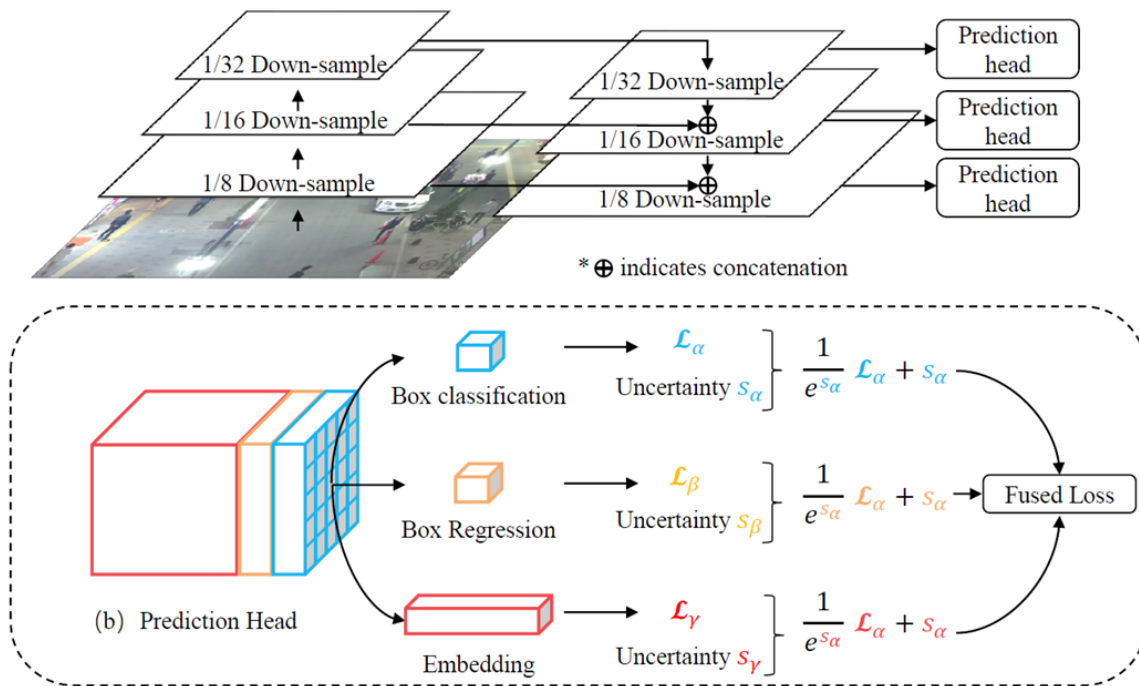 1/32 Down-sample
1/16 Down-sample
1/8 Down-sample
1/32 Down-sample
1/16 Down-sample
1/8 Down-sample
Prediction
head
Prediction
head
Prediction
head
* ⊕ indicates concatenation
Box classification
ℒα
Uncertainty sα
1/e^sα ℒα + sα
Box Regression
ℒβ
Uncertainty sβ
1/e^sα ℒα + sα
Fused Loss
(b) Prediction Head
Embedding
ℒγ
Uncertainty sγ
1/e^sα ℒα + sα